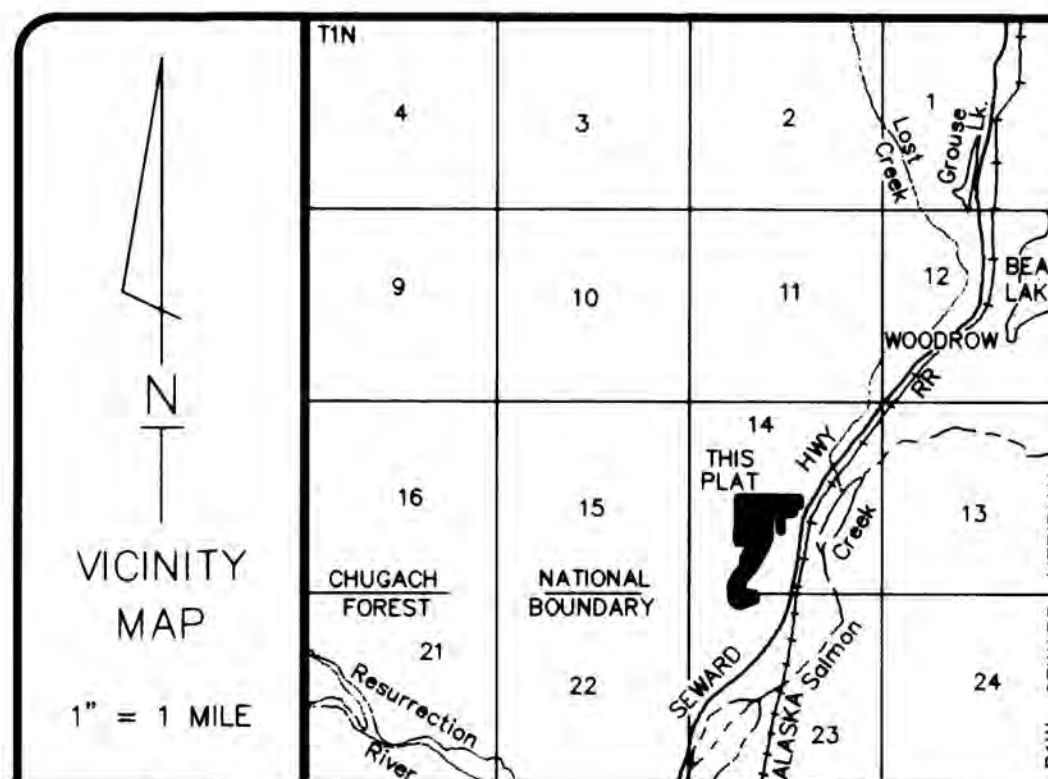 T1N
4
3
2
1
Lost
Creek
Grouse
Lk.
9
10
11
12
WOODROW
RR
14
HWY
THIS
PLAT
16
15
13
Creek
CHUGACH
FOREST
NATIONAL
BOUNDARY
21
22
Resurrection
River
SEWARD
ALASKA
Salmon
23
24
N
VICINITY
MAP
1" = 1 MILE